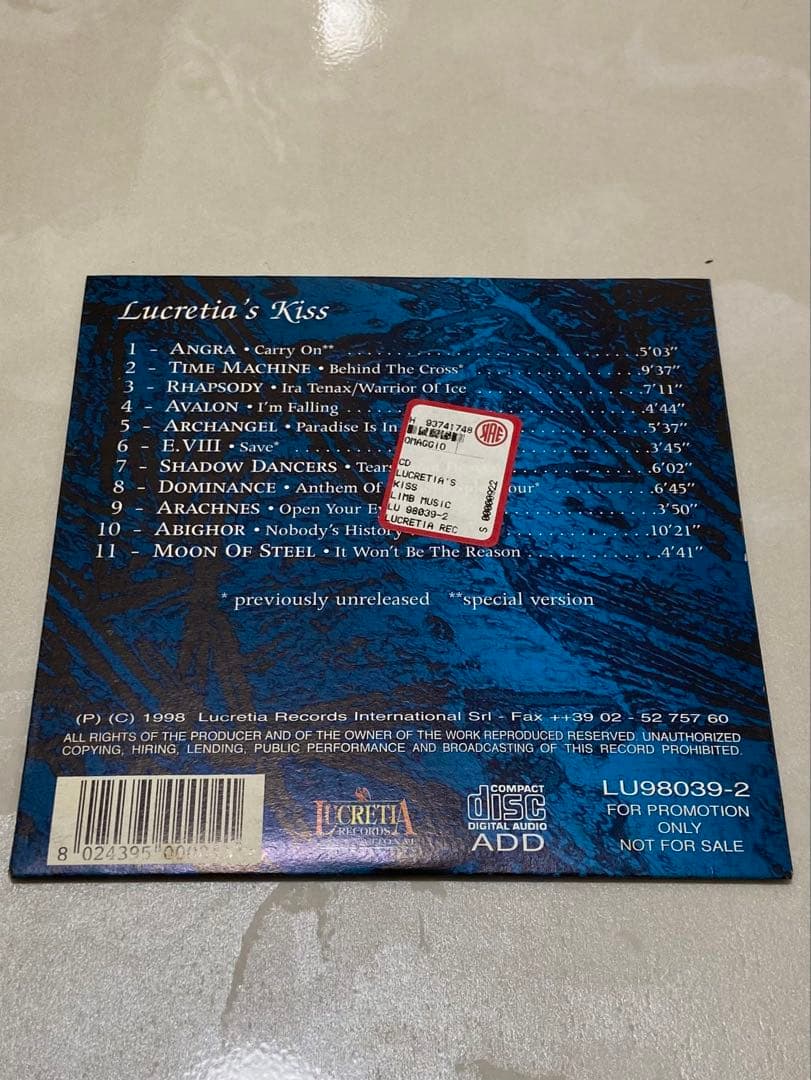 Lucretia's Kiss
1 - ANGRA • Carry On** 5'03"
2 - TIME MACHINE • Behind The Cross* 9'37"
3 - RHAPSODY • Ira Tenax/Warrior Of Ice 7'11"
4 - AVALON • I'm Falling 4'44"
5 - ARCHANGEL • Paradise Is In 5'37"
6 - E.VIII • Save* 3'45"
7 - SHADOW DANCERS • 6'02"
8 - DOMINANCE • Anthem Of 6'45"
9 - ARACHNES • Open Your 3'50"
10 - ABIGHOR • Nobody's History 10'21"
11 - MOON OF STEEL • It Won't Be The Reason 4'41"
H 93741748
OMAGGIO
CD
LUCRETIA'S
KISS
LIMB MUSIC
LU 98039-2
LUCRETIA REC
S 00000922
* previously unreleased **special version
(P) (C) 1998 Lucretia Records International Srl - Fax ++39 02 - 52 757 60
ALL RIGHTS OF THE PRODUCER AND OF THE OWNER OF THE WORK REPRODUCED RESERVED. UNAUTHORIZED
COPYING, HIRING, LENDING, PUBLIC PERFORMANCE AND BROADCASTING OF THIS RECORD PROHIBITED.
8 024395
LUCRETIA
RECORDS
COMPACT
disc
DIGITAL AUDIO
ADD
LU98039-2
FOR PROMOTION
ONLY
NOT FOR SALE